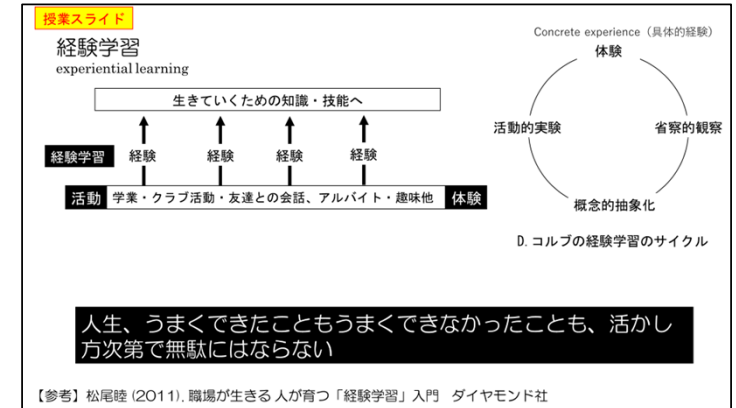 授業スライド
経験学習
experiential learning
生きていくための知識・技能へ
経験学習
経験 経験 経験 経験
活動 学業・クラブ活動・友達との会話、アルバイト・趣味他 体験
Concrete experience（具体的経験）
体験
活動的実験
省察的観察
概念的抽象化
D.コルブの経験学習のサイクル
人生、うまくできたこともうまくできなかったことも、活かし
方次第で無駄にはならない
【参考】松尾睦 (2011), 職場が生きる 人が育つ「経験学習」入門 ダイヤモンド社